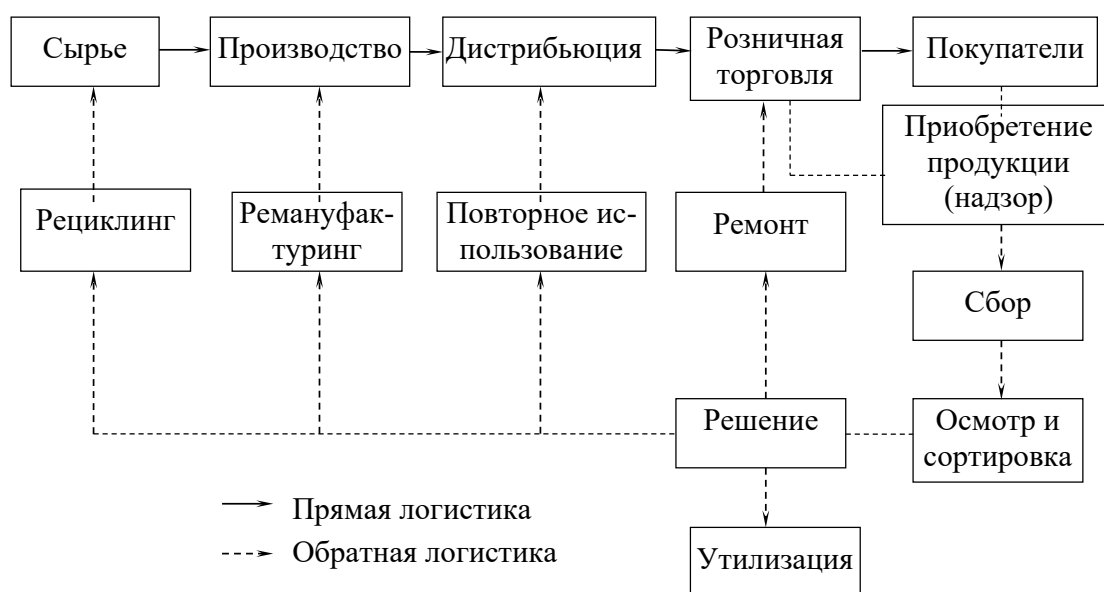 Сырье
Производство
Дистрибьюция
Розничная
торговля
Покупатели
Приобретение
продукции
(надзор)
Рециклинг
Ремануфак-
туринг
Повторное ис-
пользование
Ремонт
Сбор
Решение
Осмотр и
сортировка
Прямая логистика
Обратная логистика
Утилизация